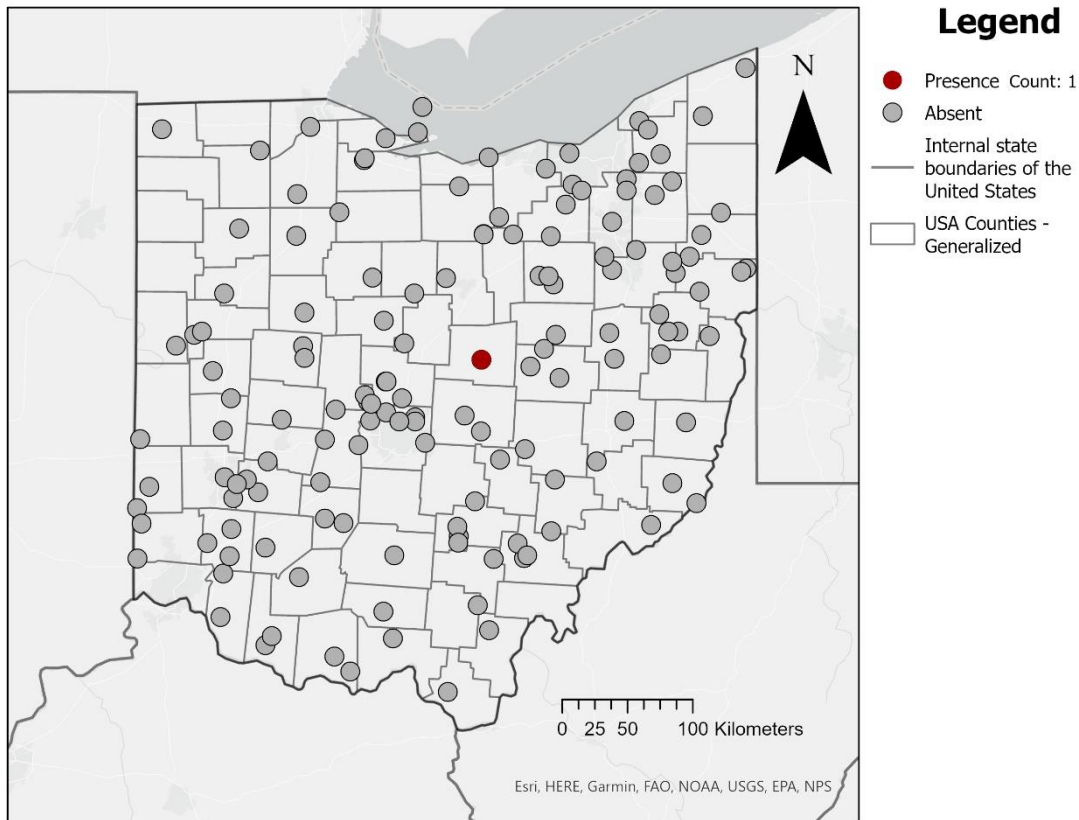 Legend
N
Presence Count: 1
Absent
Internal state
boundaries of the
United States
USA Counties -
Generalized
0 25 50 100 Kilometers
Esri, HERE, Garmin, FAO, NOAA, USGS, EPA, NPS